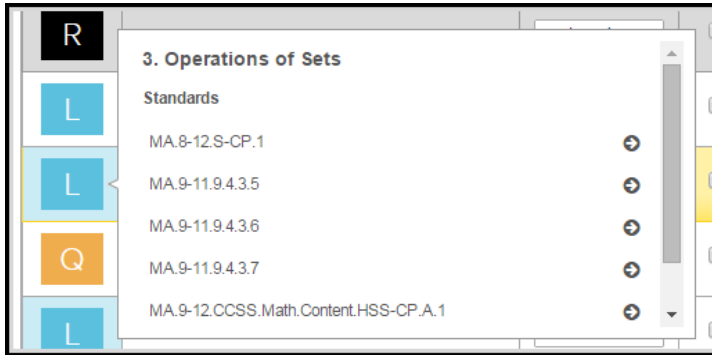 R
L
L
Q
L
3. Operations of Sets
Standards
MA.8-12.S-CP.1
MA.9-11.9.4.3.5
MA.9-11.9.4.3.6
MA.9-11.9.4.3.7
MA.9-12.CCSS.Math.Content.HSS-CP.A.1